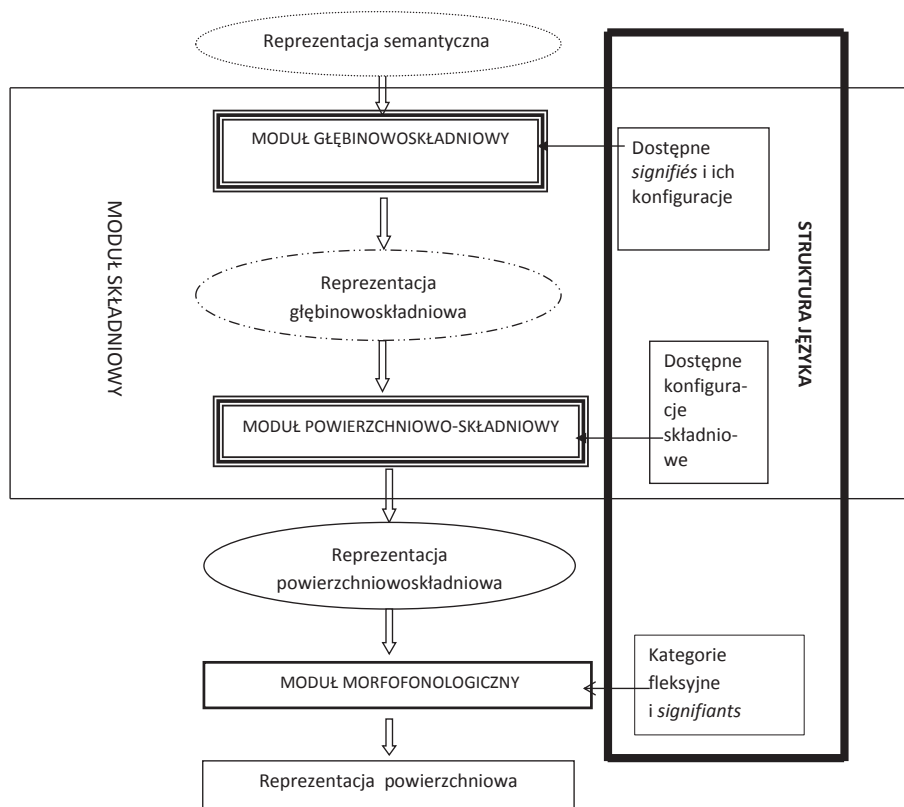 Reprezentacja semantyczna
MODUŁ GŁĘBINOWOSKŁADNIOWY
Dostępne
signifiés i ich
konfiguracje
MODUŁ SKŁADNIOWY
STRUKTURA JĘZYKA
Reprezentacja
głębinowoskładniowa
Dostępne
konfigura-
cje
składnio-
we
MODUŁ POWIERZCHNIOWO-SKŁADNIOWY
Reprezentacja
powierzchniowoskładniowa
Kategorie
fleksyjne
i signifiants
MODUŁ MORFOFONOLOGICZNY
Reprezentacja powierzchniowa